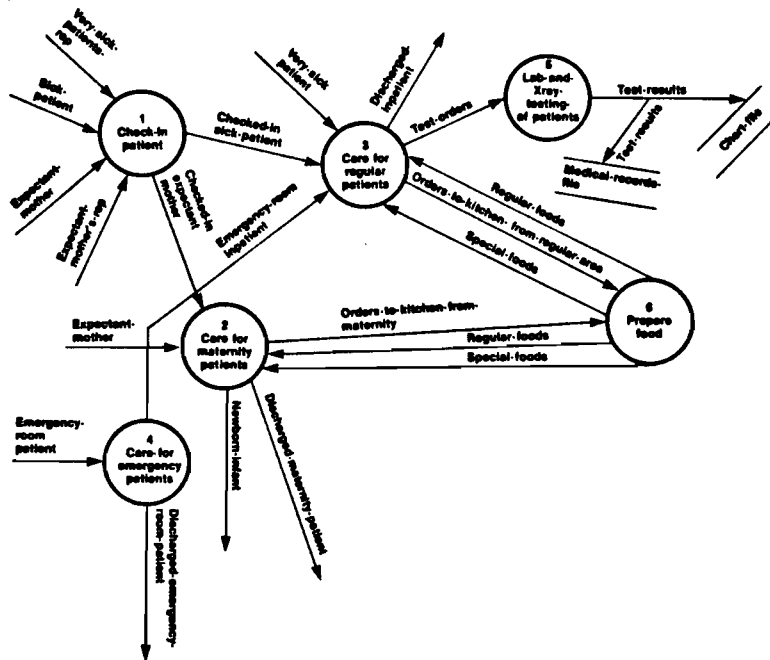 Very-sick-
patients-
rep
Sick-
patient
Expectant-
mother
Expectant-
mother's-rep
1
Check-in
patient
Checked-in
sick-patient
Checked-in
expectant
mother
Very-sick
patient
Discharged-
inpatient
3
Care for
regular
patients
Test-orders
5
Lab-and-
Xray-
testing-
of patients
Test-results
Test-results
Chart-file
Medical-records-
file
Emergency-room
inpatient
Regular-foods
Orders-to-kitchen-from-regular-area
Special-foods
6
Prepare
food
Expectant-
mother
2
Care for
maternity
patients
Orders-to-kitchen-from-
maternity
Regular-foods
Special-foods
Newborn-infant
Discharged-maternity-patient
Emergency-
room
patient
4
Care-for
emergency
patients
Discharged-emergency-
room-patient